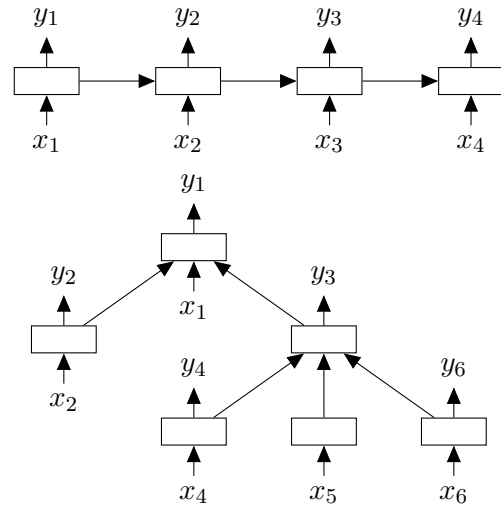 y₁ y₂ y₃ y₄
x₁ x₂ x₃ x₄
y₁
y₂ y₃
x₁
y₄ y₆
x₂
x₄ x₅ x₆